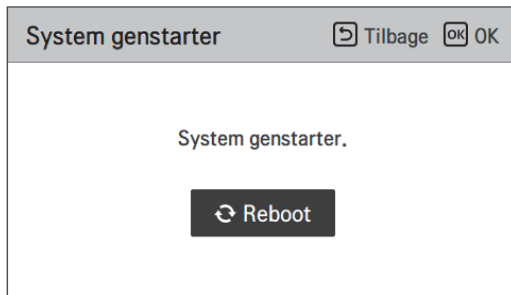 System genstarter
Tilbage OK OK
System genstarter.
Reboot